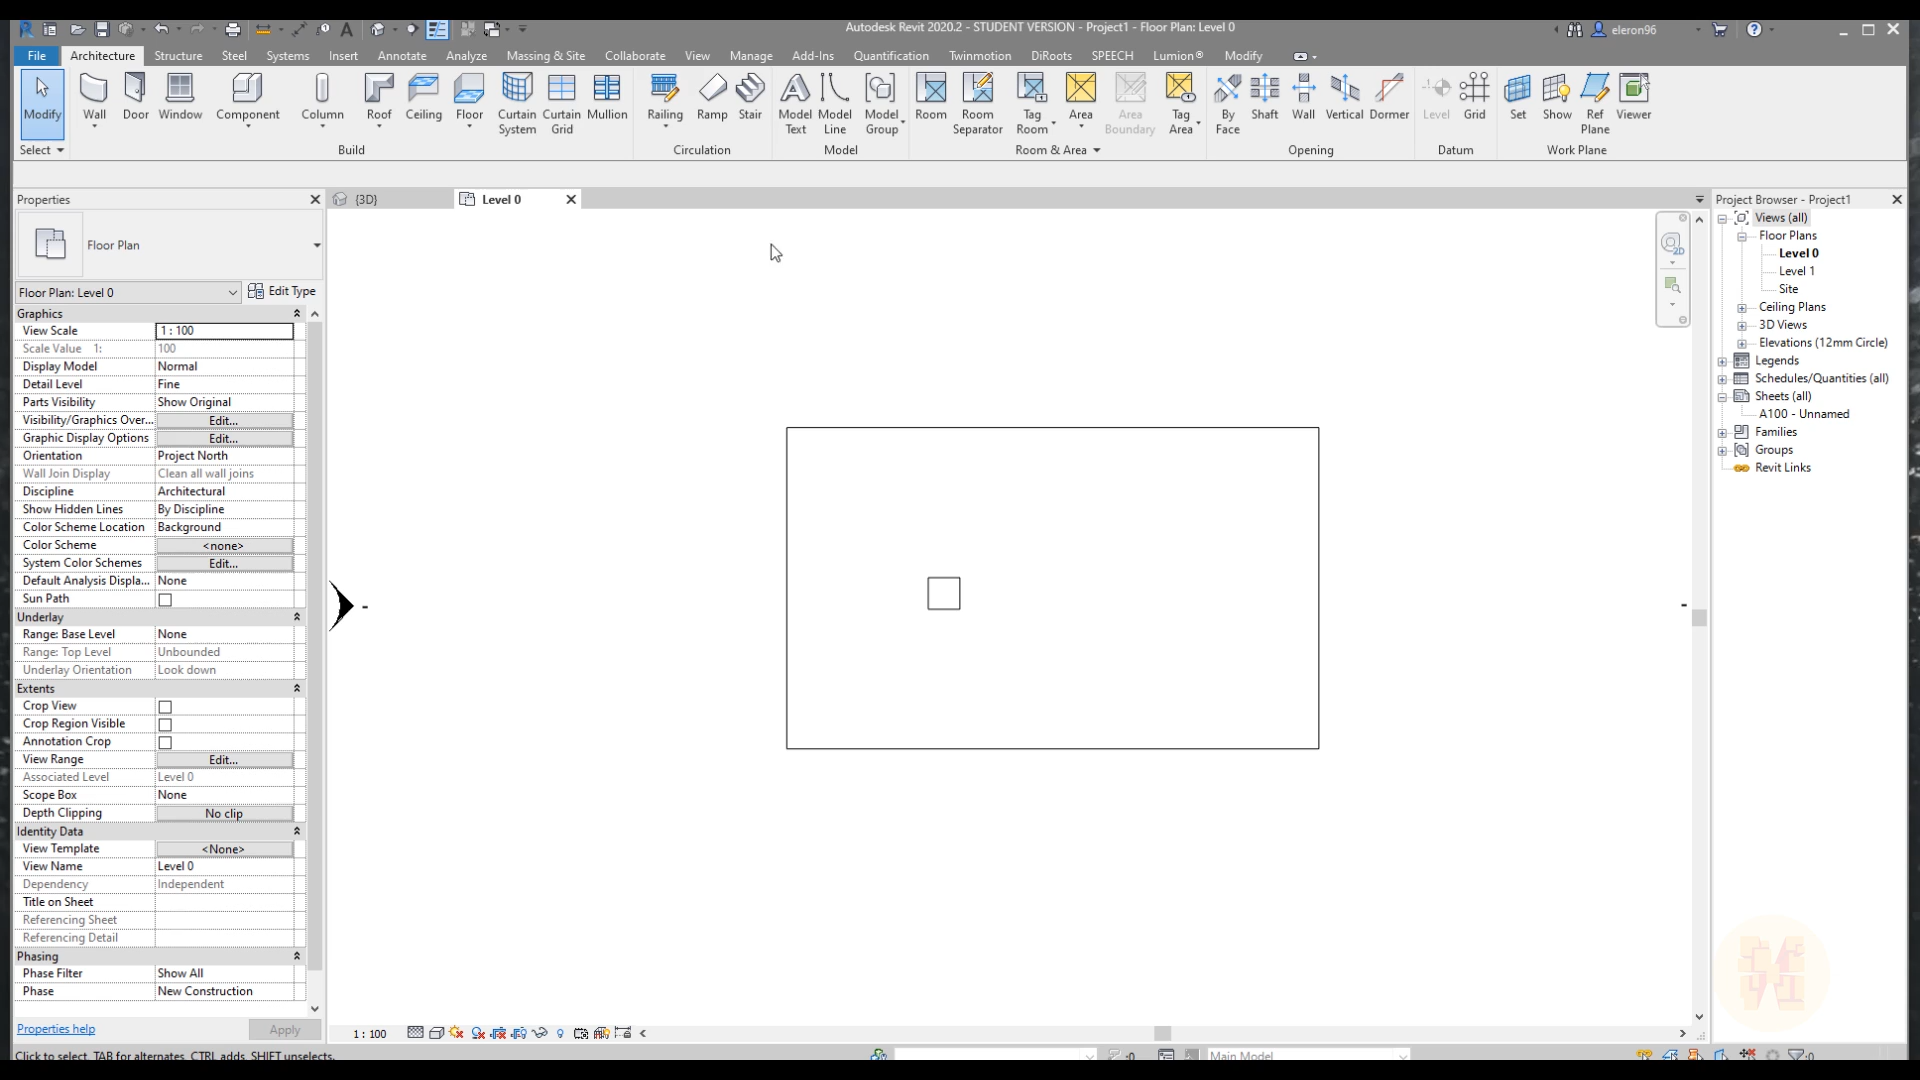 Autodesk Revit 2020.2 - STUDENT VERSION - Project1 - Floor Plan: Level 0
eleron96
File Architecture Structure Steel Systems Insert Annotate Analyze Massing & Site Collaborate View Manage Add-Ins Quantification Twinmotion DiRoots SPEECH Lumion® Modify
Modify Wall Door Window Component Column Roof Ceiling Floor Curtain System Curtain Grid Mullion Railing Ramp Stair Model Text Model Line Model Group Room Room Separator Tag Room Area Area Boundary Tag Area By Face Shaft Wall Vertical Dormer Level Grid Set Show Ref Plane Viewer
Select Build Circulation Model Room & Area Opening Datum Work Plane
Properties
{3D}
Level 0
Project Browser - Project1
Floor Plan
Floor Plan: Level 0 Edit Type
Graphics
View Scale 1 : 100
Scale Value 1: 100
Display Model Normal
Detail Level Fine
Parts Visibility Show Original
Visibility/Graphics Over... Edit...
Graphic Display Options Edit...
Orientation Project North
Wall Join Display Clean all wall joins
Discipline Architectural
Show Hidden Lines By Discipline
Color Scheme Location Background
Color Scheme <none>
System Color Schemes Edit...
Default Analysis Displa... None
Sun Path
Underlay
Range: Base Level None
Range: Top Level Unbounded
Underlay Orientation Look down
Extents
Crop View
Crop Region Visible
Annotation Crop
View Range Edit...
Associated Level Level 0
Scope Box None
Depth Clipping No clip
Identity Data
View Template <None>
View Name Level 0
Dependency Independent
Title on Sheet
Referencing Sheet
Referencing Detail
Phasing
Phase Filter Show All
Phase New Construction
Properties help Apply
2D
Views (all)
Floor Plans
Level 0
Level 1
Site
Ceiling Plans
3D Views
Elevations (12mm Circle)
Legends
Schedules/Quantities (all)
Sheets (all)
A100 - Unnamed
Families
Groups
Revit Links
1 : 100
Click to select, TAB for alternates, CTRL adds, SHIFT unselects.
:0
Main Model
:0